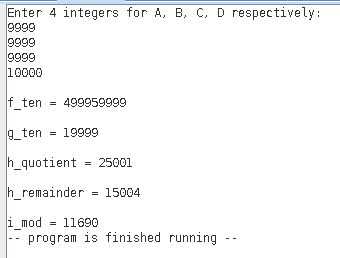 Enter 4 integers for A, B, C, D respectively:
9999
9999
9999
10000
f_ten = 499959999
g_ten = 19999
h_quotient = 25001
h_remainder = 15004
i_mod = 11690
-- program is finished running --